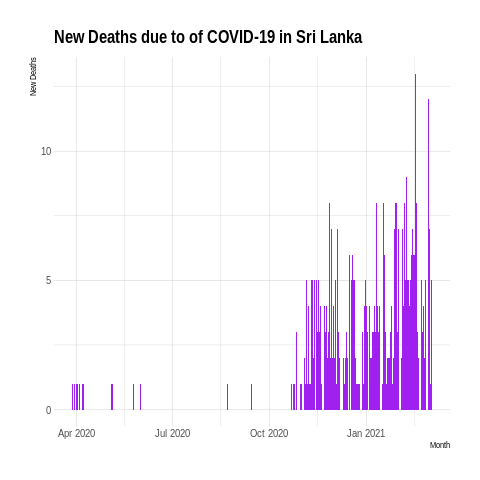 New Deaths due to of COVID-19 in Sri Lanka
New Deaths
10
5
0
Apr 2020 Jul 2020 Oct 2020 Jan 2021
Month